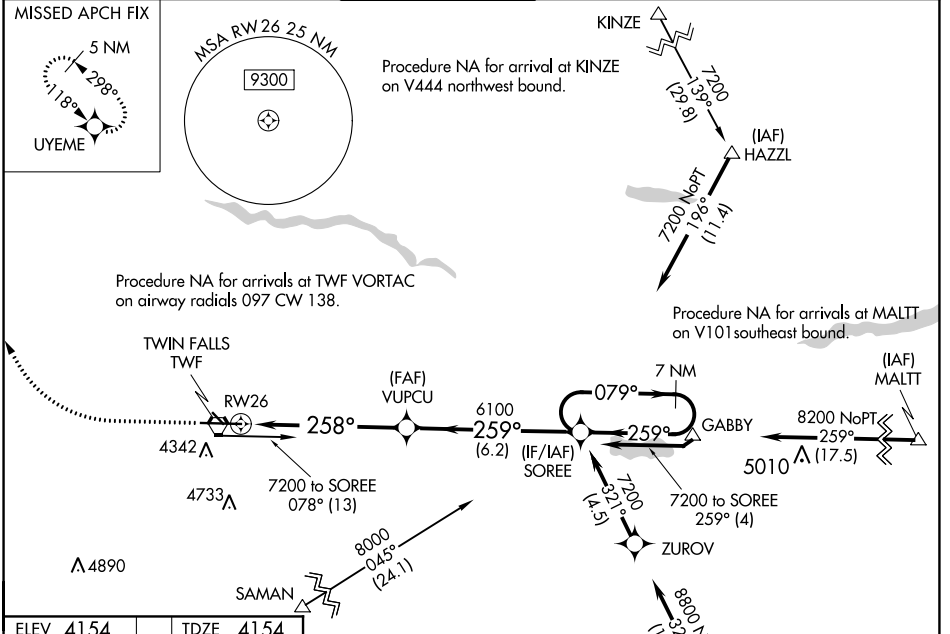 MISSED APCH FIX
5 NM
298°
118°
UYEME
MSA RW26 25 NM
9300
Procedure NA for arrival at KINZE
on V444 northwest bound.
KINZE
7200
139°
(29.8)
(IAF)
HAZZL
7200 NoPT
196°
(11.4)
Procedure NA for arrivals at TWF VORTAC
on airway radials 097 CW 138.
Procedure NA for arrivals at MALTT
on V101southeast bound.
TWIN FALLS
TWF
RW26
258°
(FAF)
VUPCU
6100
259°
(6.2)
(IF/IAF)
SOREE
079°
7 NM
259°
GABBY
8200 NoPT
259°
(17.5)
(IAF)
MALTT
5010
4342
4733
4890
7200 to SOREE
078° (13)
7200 to SOREE
259° (4)
7200
321°
(4.5)
ZUROV
8000
045°
(24.1)
SAMAN
8800
ELEV 4154
TDZE 4154